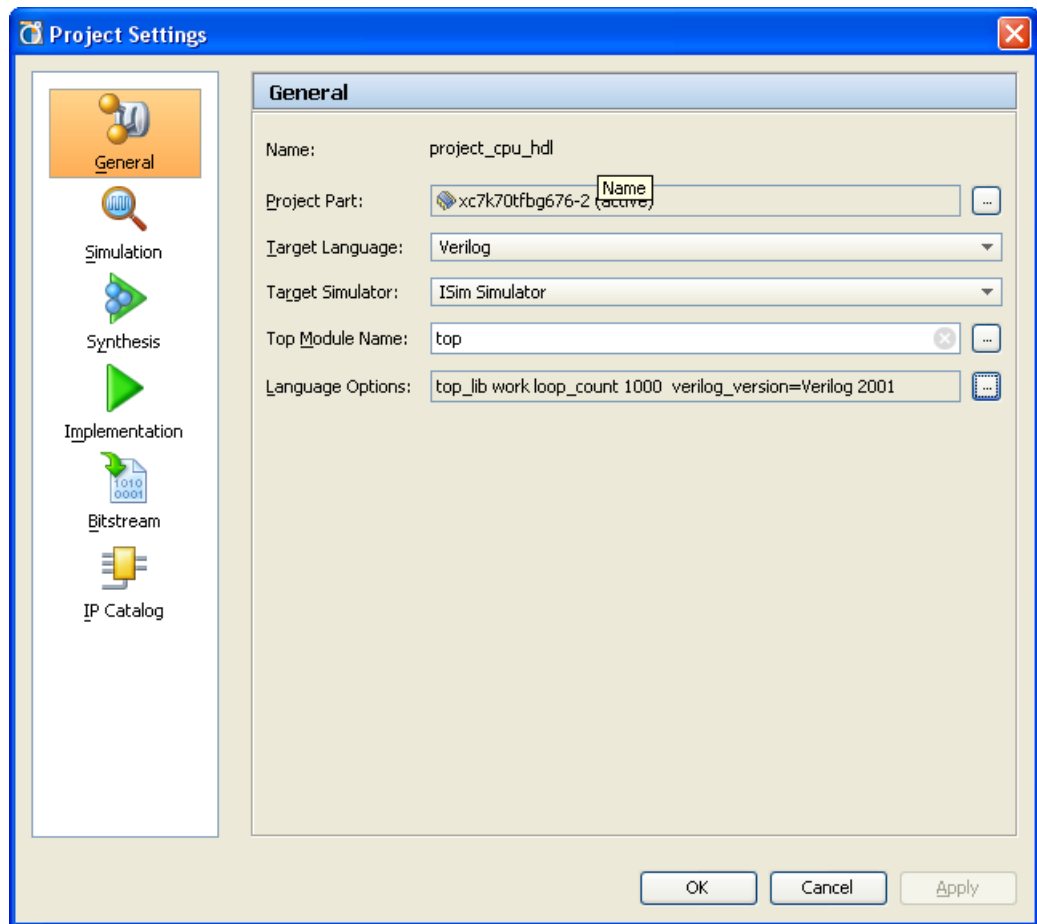 Project Settings
General
Simulation
Synthesis
Implementation
1010
0001
Bitstream
IP Catalog
General
Name: project_cpu_hdl
Name
Project Part: xc7k70tfbg676-2 (active) ...
Target Language: Verilog
Target Simulator: ISim Simulator
Top Module Name: top ...
Language Options: top_lib work loop_count 1000 verilog_version=Verilog 2001 ...
OK Cancel Apply